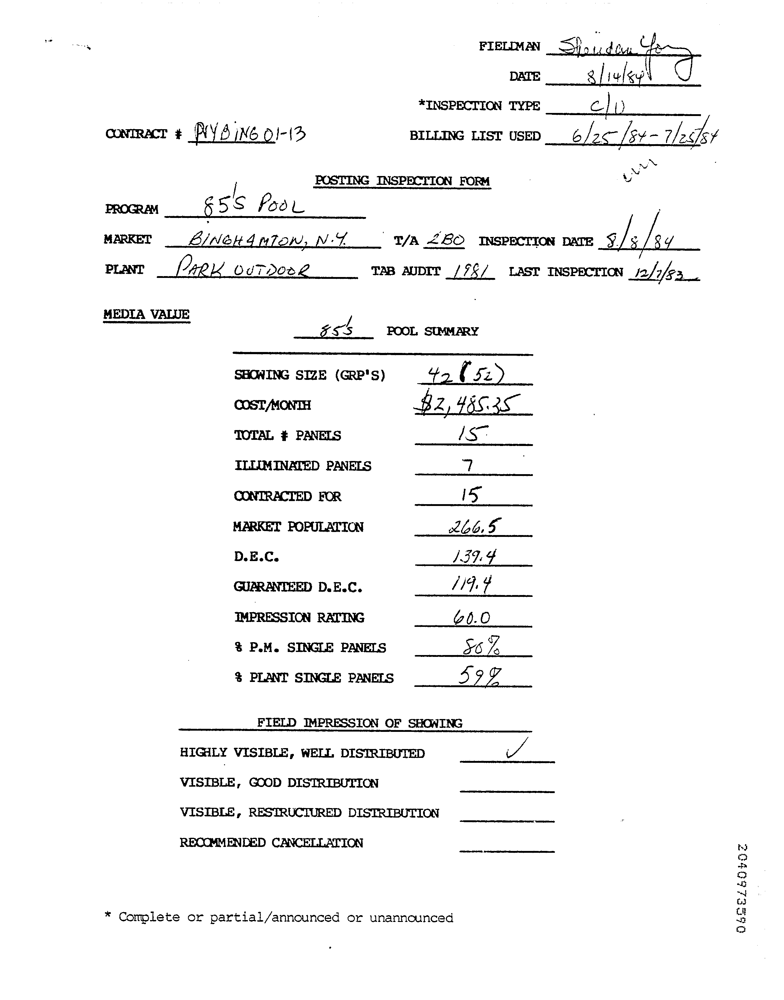 FIELDMAN Sheridan
DATE 8/14/84
*INSPECTION TYPE C/U
CONTRACT # NYBING 01-13 BILLING LIST USED 6/25/84-7/25/84
POSTING INSPECTION FORM
PROGRAM 85's POOL
MARKET BINGHAMTON, N.Y. T/A 2BO INSPECTION DATE 8/8/84
PLANT PARK OUTDOOR TAB AUDIT 1981 LAST INSPECTION 12/7/83
MEDIA VALUE
85's POOL SUMMARY
SHOWING SIZE (GRP'S) 42 (52)
COST/MONTH $2,485.35
TOTAL # PANELS 15
ILLUMINATED PANELS 7
CONTRACTED FOR 15
MARKET POPULATION 266.5
D.E.C. 139.4
GUARANTEED D.E.C. 119.4
IMPRESSION RATING 60.0
% P.M. SINGLE PANELS 80%
% PLANT SINGLE PANELS 59%
FIELD IMPRESSION OF SHOWING
HIGHLY VISIBLE, WELL DISTRIBUTED ✓
VISIBLE, GOOD DISTRIBUTION
VISIBLE, RESTRUCTURED DISTRIBUTION
RECOMMENDED CANCELLATION
* Complete or partial/announced or unannounced
2040973590